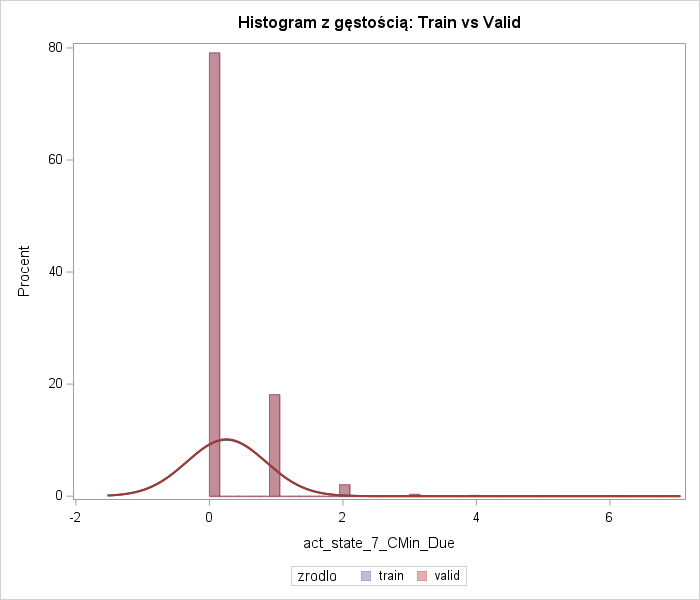 Histogram z gęstością: Train vs Valid
80
60
40
20
0
Procent
-2 0 2 4 6
act_state_7_CMin_Due
zrodlo train valid